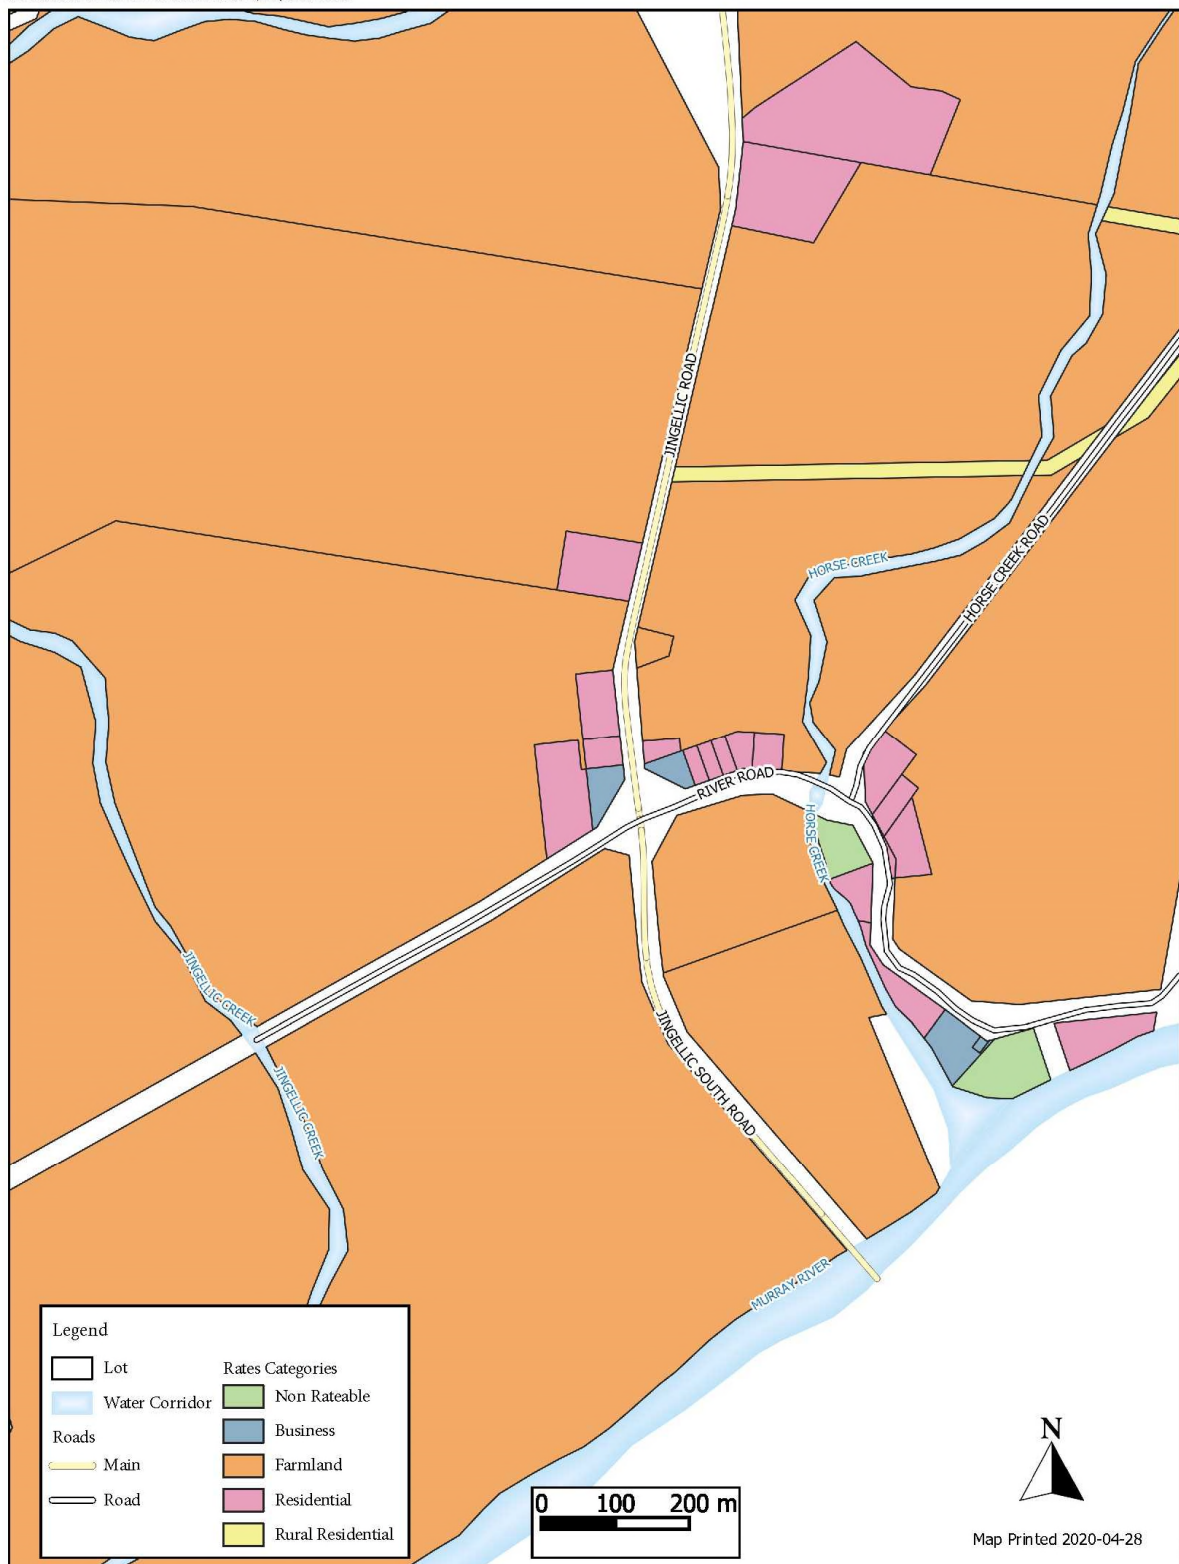 JINGELLIC ROAD
HORSE CREEK
HORSE CREEK ROAD
RIVER ROAD
HORSE CREEK
JINGELLIC CREEK
JINGELLIC SOUTH ROAD
JINGELLIC CREEK
MURRAY RIVER
Legend
Lot
Water Corridor
Roads
Main
Road
Rates Categories
Non Rateable
Business
Farmland
Residential
Rural Residential
0 100 200 m
N
Map Printed 2020-04-28